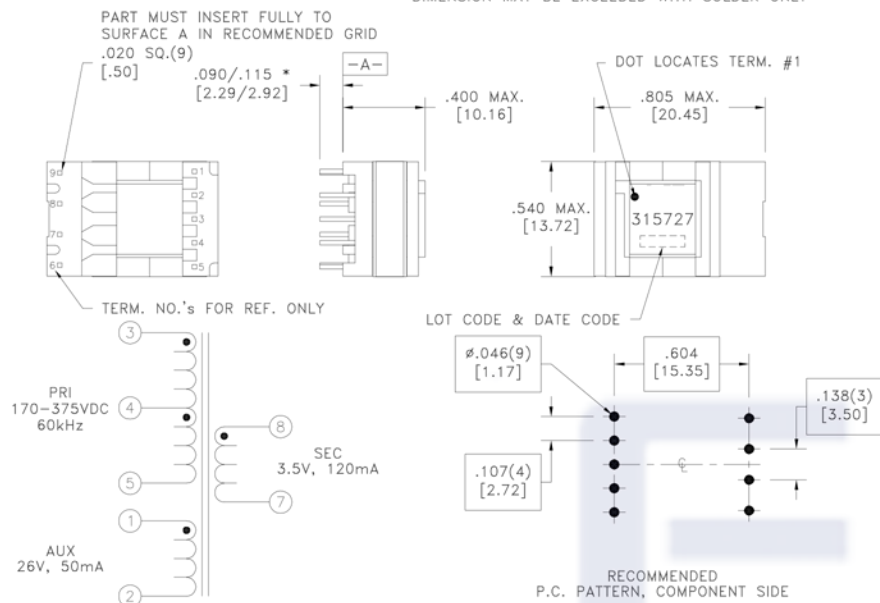 PART MUST INSERT FULLY TO
SURFACE A IN RECOMMENDED GRID
.020 SQ.(9)
[.50]
.090/.115 *
[2.29/2.92]
-A-
.400 MAX.
[10.16]
DOT LOCATES TERM. #1
.805 MAX.
[20.45]
.540 MAX.
[13.72]
9
8
7
6
1
2
3
4
5
315727
TERM. NO.'s FOR REF. ONLY
LOT CODE & DATE CODE
3
PRI
170-375VDC
60kHz
4
5
8
SEC
3.5V, 120mA
7
1
AUX
26V, 50mA
2
ø.046(9)
[1.17]
.604
[15.35]
.138(3)
[3.50]
.107(4)
[2.72]
℄
RECOMMENDED
P.C. PATTERN, COMPONENT SIDE